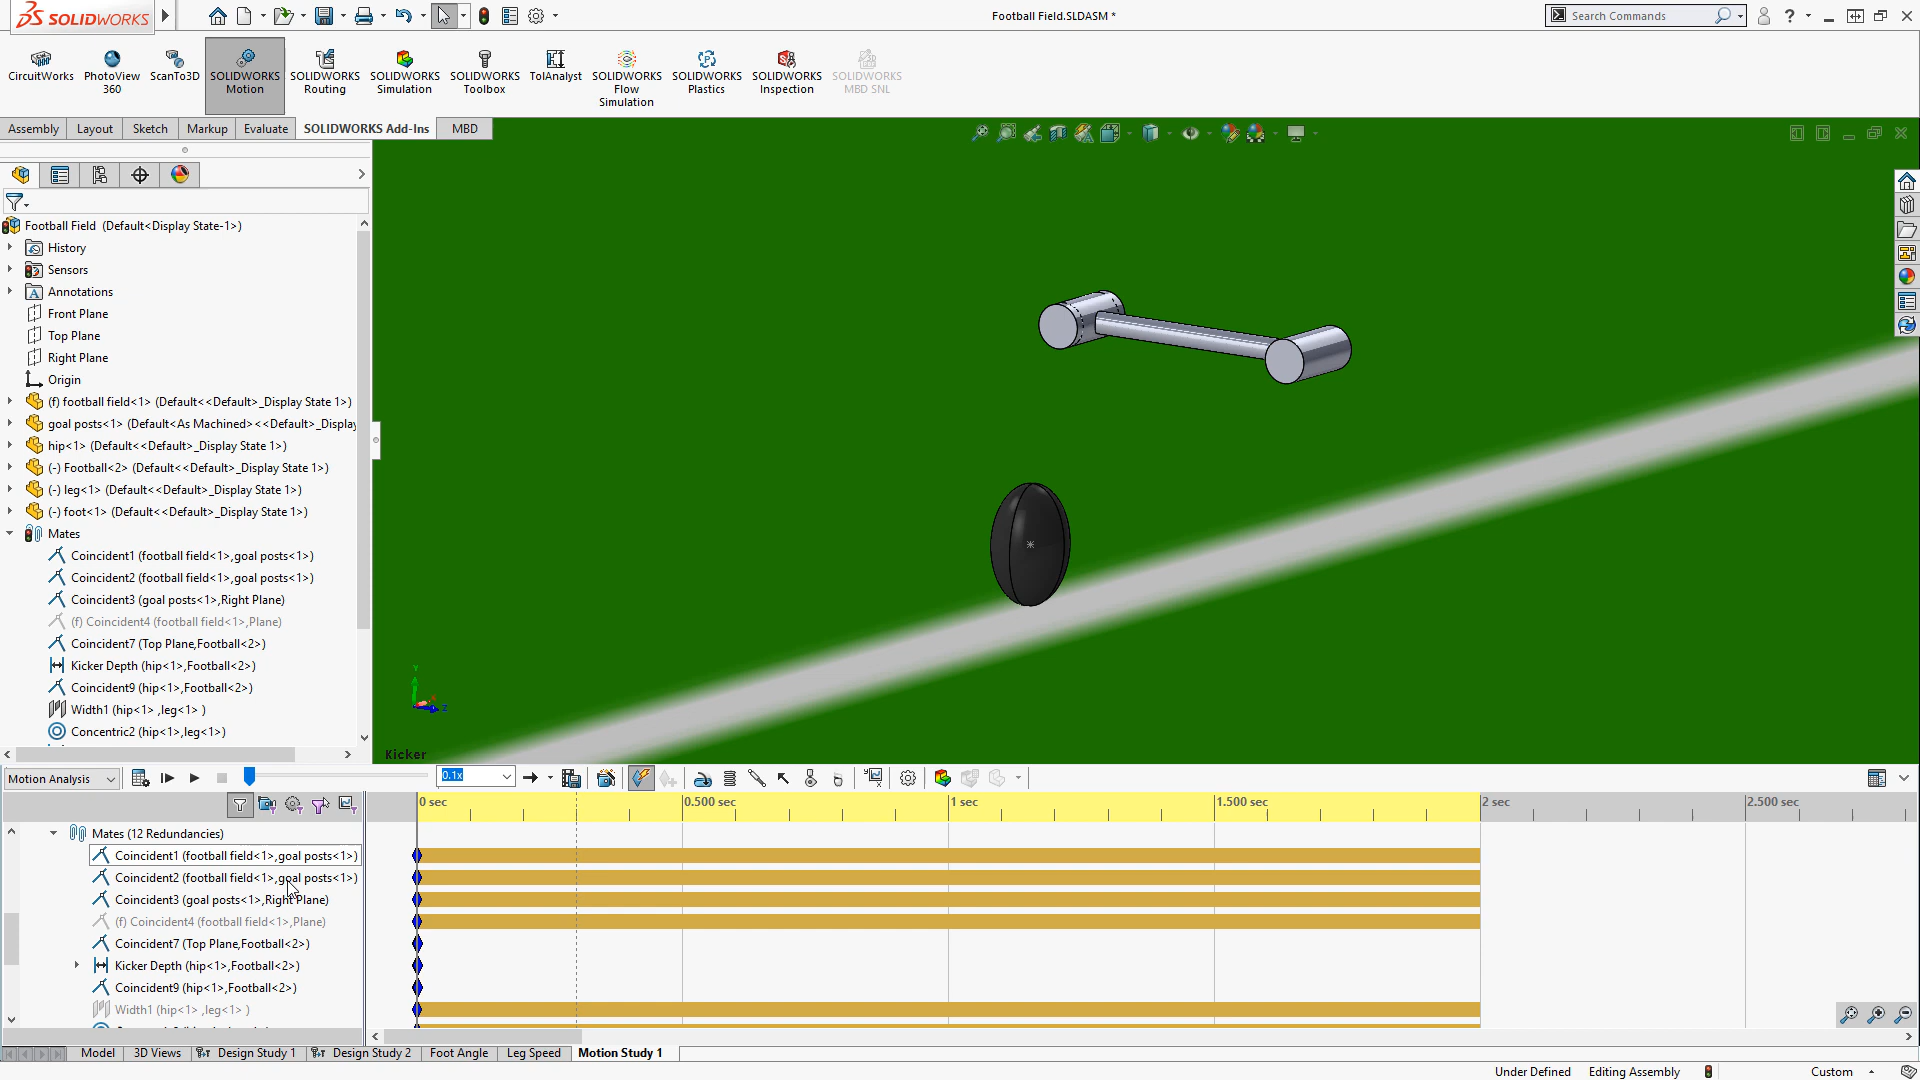 SOLIDWORKS
Football Field.SLDASM *
Search Commands
CircuitWorks
PhotoView 360
ScanTo3D
SOLIDWORKS Motion
SOLIDWORKS Routing
SOLIDWORKS Simulation
SOLIDWORKS Toolbox
TolAnalyst
SOLIDWORKS Flow Simulation
SOLIDWORKS Plastics
SOLIDWORKS Inspection
SOLIDWORKS MBD SNL
Assembly
Layout
Sketch
Markup
Evaluate
SOLIDWORKS Add-Ins
MBD
Football Field (Default<Display State-1>)
History
Sensors
Annotations
Front Plane
Top Plane
Right Plane
Origin
(f) football field<1> (Default<<Default>_Display State 1>)
goal posts<1> (Default<As Machined><<Default>_Display
hip<1> (Default<<Default>_Display State 1>)
(-) Football<2> (Default<<Default>_Display State 1>)
(-) leg<1> (Default<<Default>_Display State 1>)
(-) foot<1> (Default<<Default>_Display State 1>)
Mates
Coincident1 (football field<1>,goal posts<1>)
Coincident2 (football field<1>,goal posts<1>)
Coincident3 (goal posts<1>,Right Plane)
(f) Coincident4 (football field<1>,Plane)
Coincident7 (Top Plane,Football<2>)
Kicker Depth (hip<1>,Football<2>)
Coincident9 (hip<1>,Football<2>)
Width1 (hip<1> ,leg<1> )
Concentric2 (hip<1>,leg<1>)
Y
Z
Kicker
Motion Analysis
0.1x
0 sec
0.500 sec
1 sec
1.500 sec
2 sec
2.500 sec
Mates (12 Redundancies)
Coincident1 (football field<1>,goal posts<1>)
Coincident2 (football field<1>,goal posts<1>)
Coincident3 (goal posts<1>,Right Plane)
(f) Coincident4 (football field<1>,Plane)
Coincident7 (Top Plane,Football<2>)
Kicker Depth (hip<1>,Football<2>)
Coincident9 (hip<1>,Football<2>)
Width1 (hip<1> ,leg<1> )
Model
3D Views
Design Study 1
Design Study 2
Foot Angle
Leg Speed
Motion Study 1
Under Defined
Editing Assembly
Custom